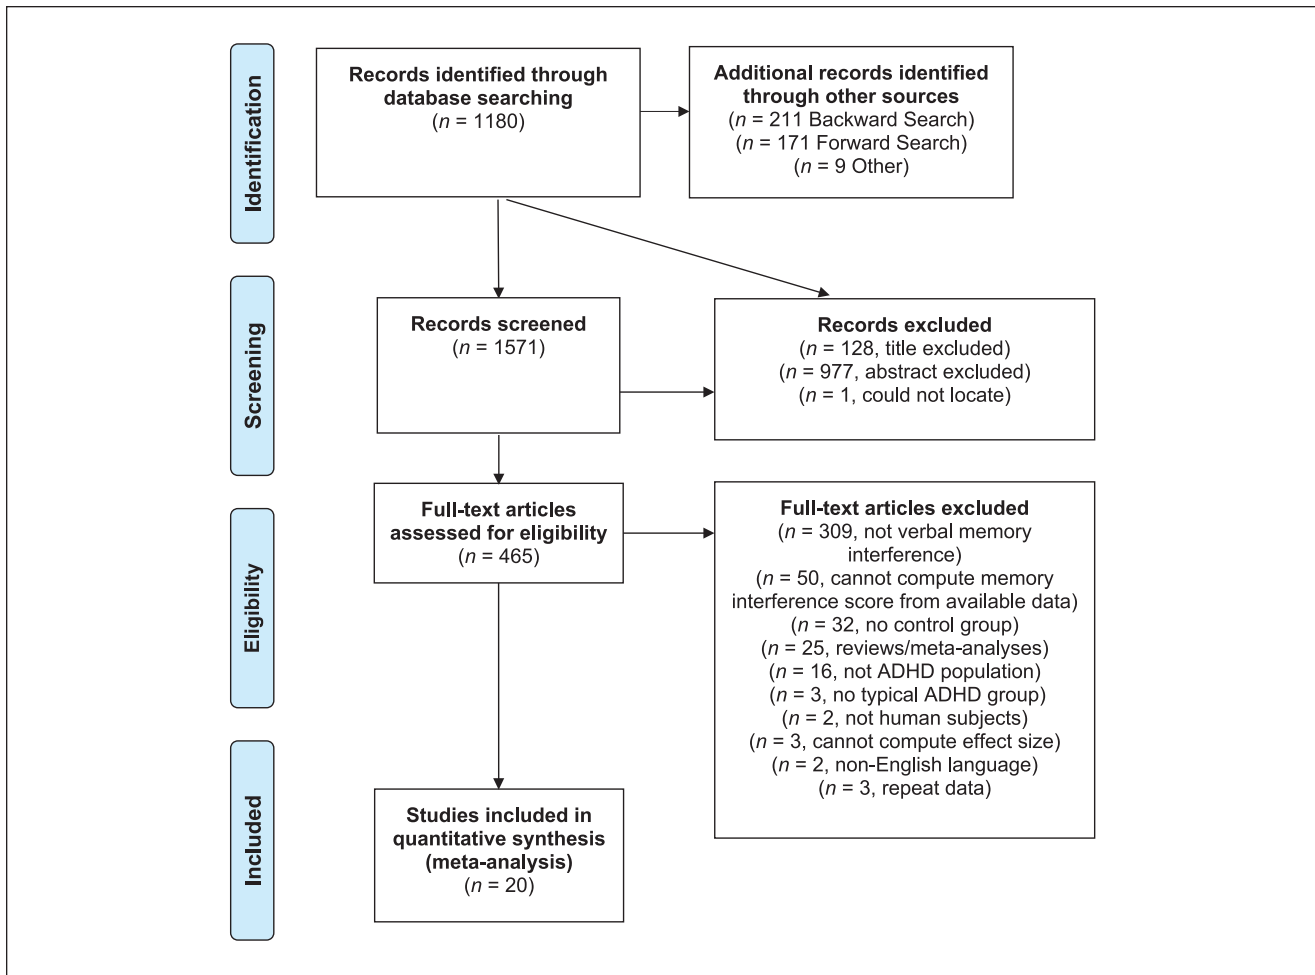 Identification
Records identified through
database searching
(n = 1180)
Additional records identified
through other sources
(n = 211 Backward Search)
(n = 171 Forward Search)
(n = 9 Other)
Screening
Records screened
(n = 1571)
Records excluded
(n = 128, title excluded)
(n = 977, abstract excluded)
(n = 1, could not locate)
Eligibility
Full-text articles
assessed for eligibility
(n = 465)
Full-text articles excluded
(n = 309, not verbal memory
interference)
(n = 50, cannot compute memory
interference score from available data)
(n = 32, no control group)
(n = 25, reviews/meta-analyses)
(n = 16, not ADHD population)
(n = 3, no typical ADHD group)
(n = 2, not human subjects)
(n = 3, cannot compute effect size)
(n = 2, non-English language)
(n = 3, repeat data)
Included
Studies included in
quantitative synthesis
(meta-analysis)
(n = 20)